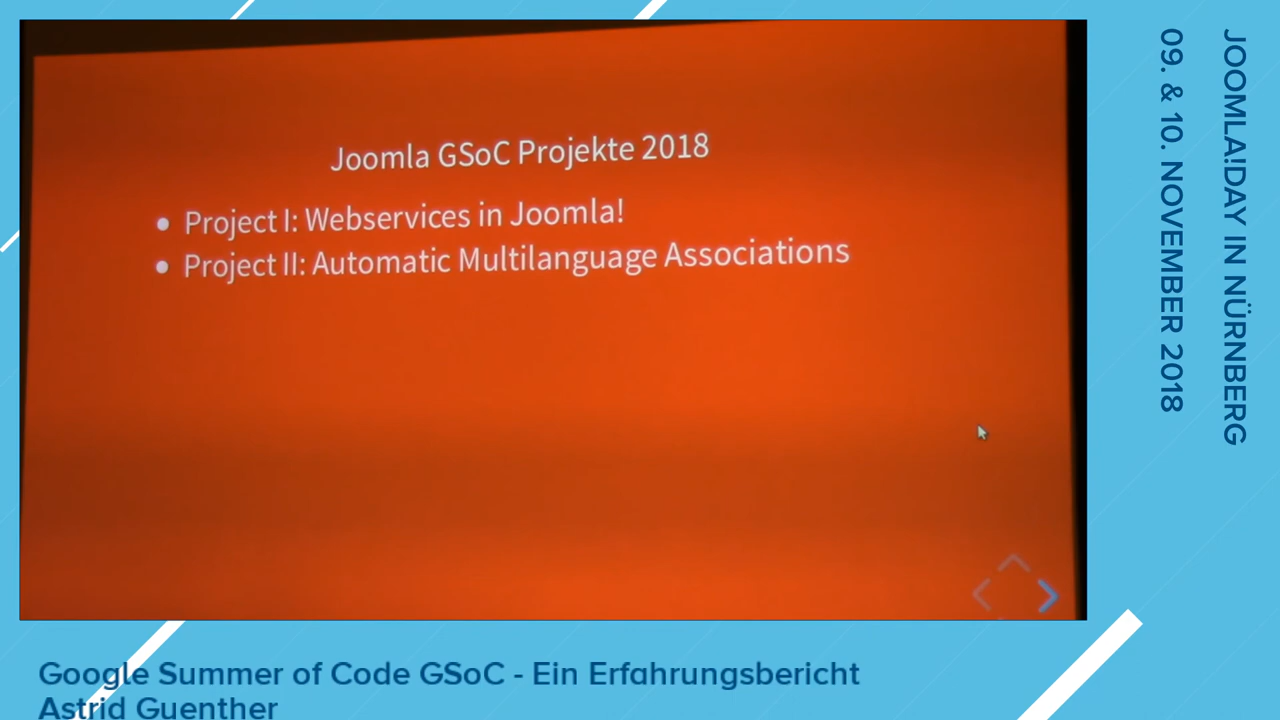 Joomla GSoC Projekte 2018
• Project I: Webservices in Joomla!
• Project II: Automatic Multilanguage Associations
JOOMLA!DAY IN NÜRNBERG
09. & 10. NOVEMBER 2018
Google Summer of Code GSoC - Ein Erfahrungsbericht
Astrid Guenther